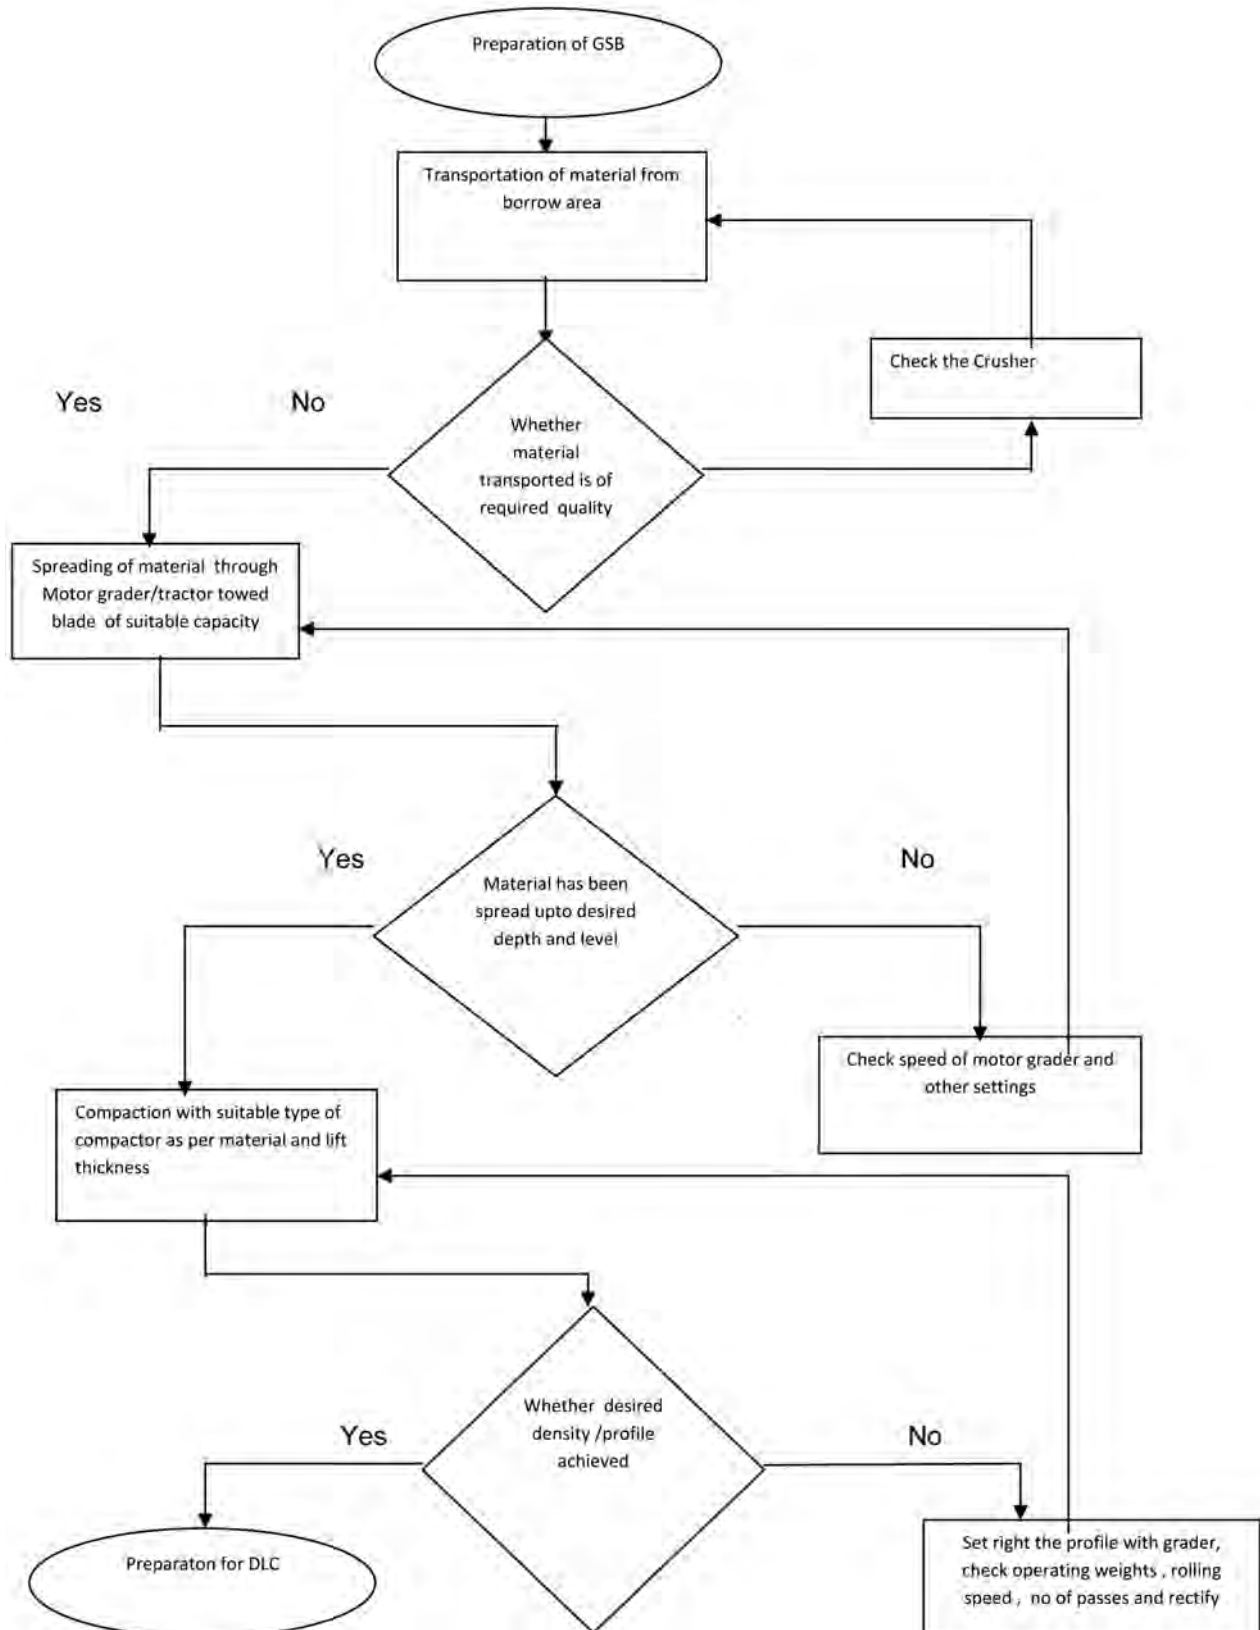 Preparation of GSB
Transportation of material from
borrow area
Check the Crusher
Yes
No
Whether
material
transported is of
required quality
Spreading of material through
Motor grader/tractor towed
blade of suitable capacity
Yes
No
Material has been
spread upto desired
depth and level
Check speed of motor grader and
other settings
Compaction with suitable type of
compactor as per material and lift
thickness
Whether desired
density /profile
achieved
Yes
No
Preparaton for DLC
Set right the profile with grader,
check operating weights , rolling
speed , no of passes and rectify